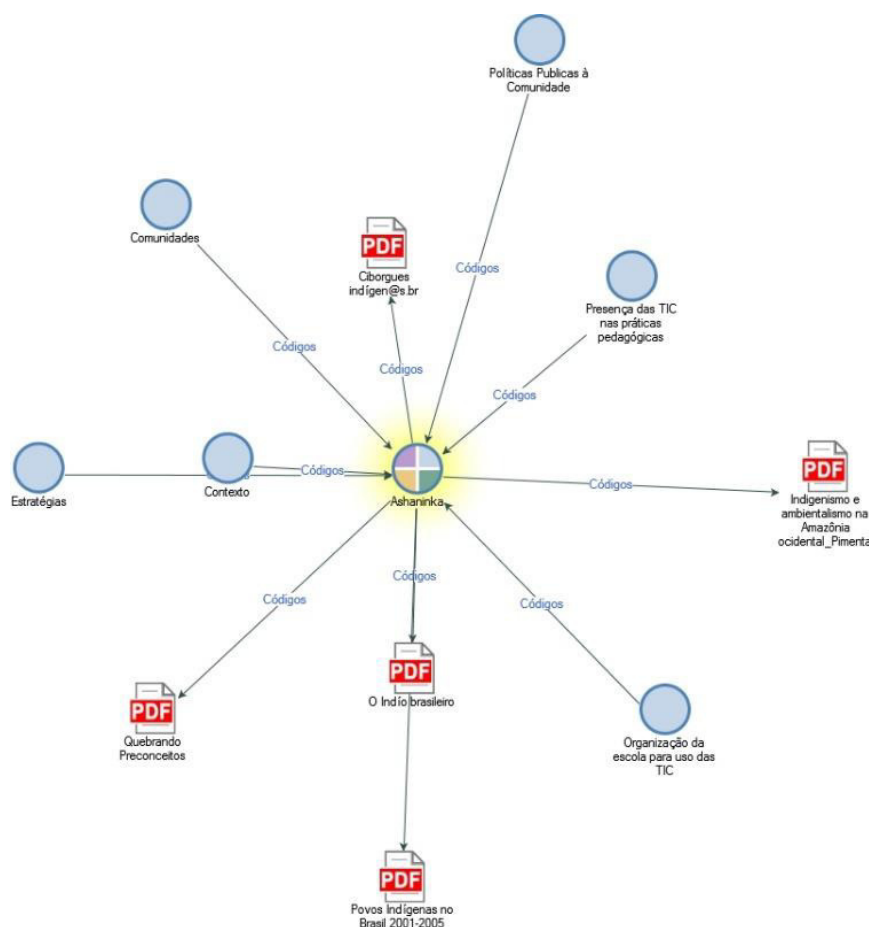 Políticas Publicas à
Comunidade
Comunidades
PDF
Ciborgues
indígen@s.br
Códigos
Presença das TIC
nas práticas
pedagógicas
Códigos
Códigos
Códigos
Estratégias
Contexto
Códigos
Ashaninka
Códigos
PDF
Indigenismo e
ambientalismo na
Amazônia
ocidental_Pimenta
Códigos
Códigos
Códigos
PDF
O Indío brasileiro
PDF
Quebrando
Preconceitos
Organização da
escola para uso das
TIC
PDF
Povos Indígenas no
Brasil 2001-2005